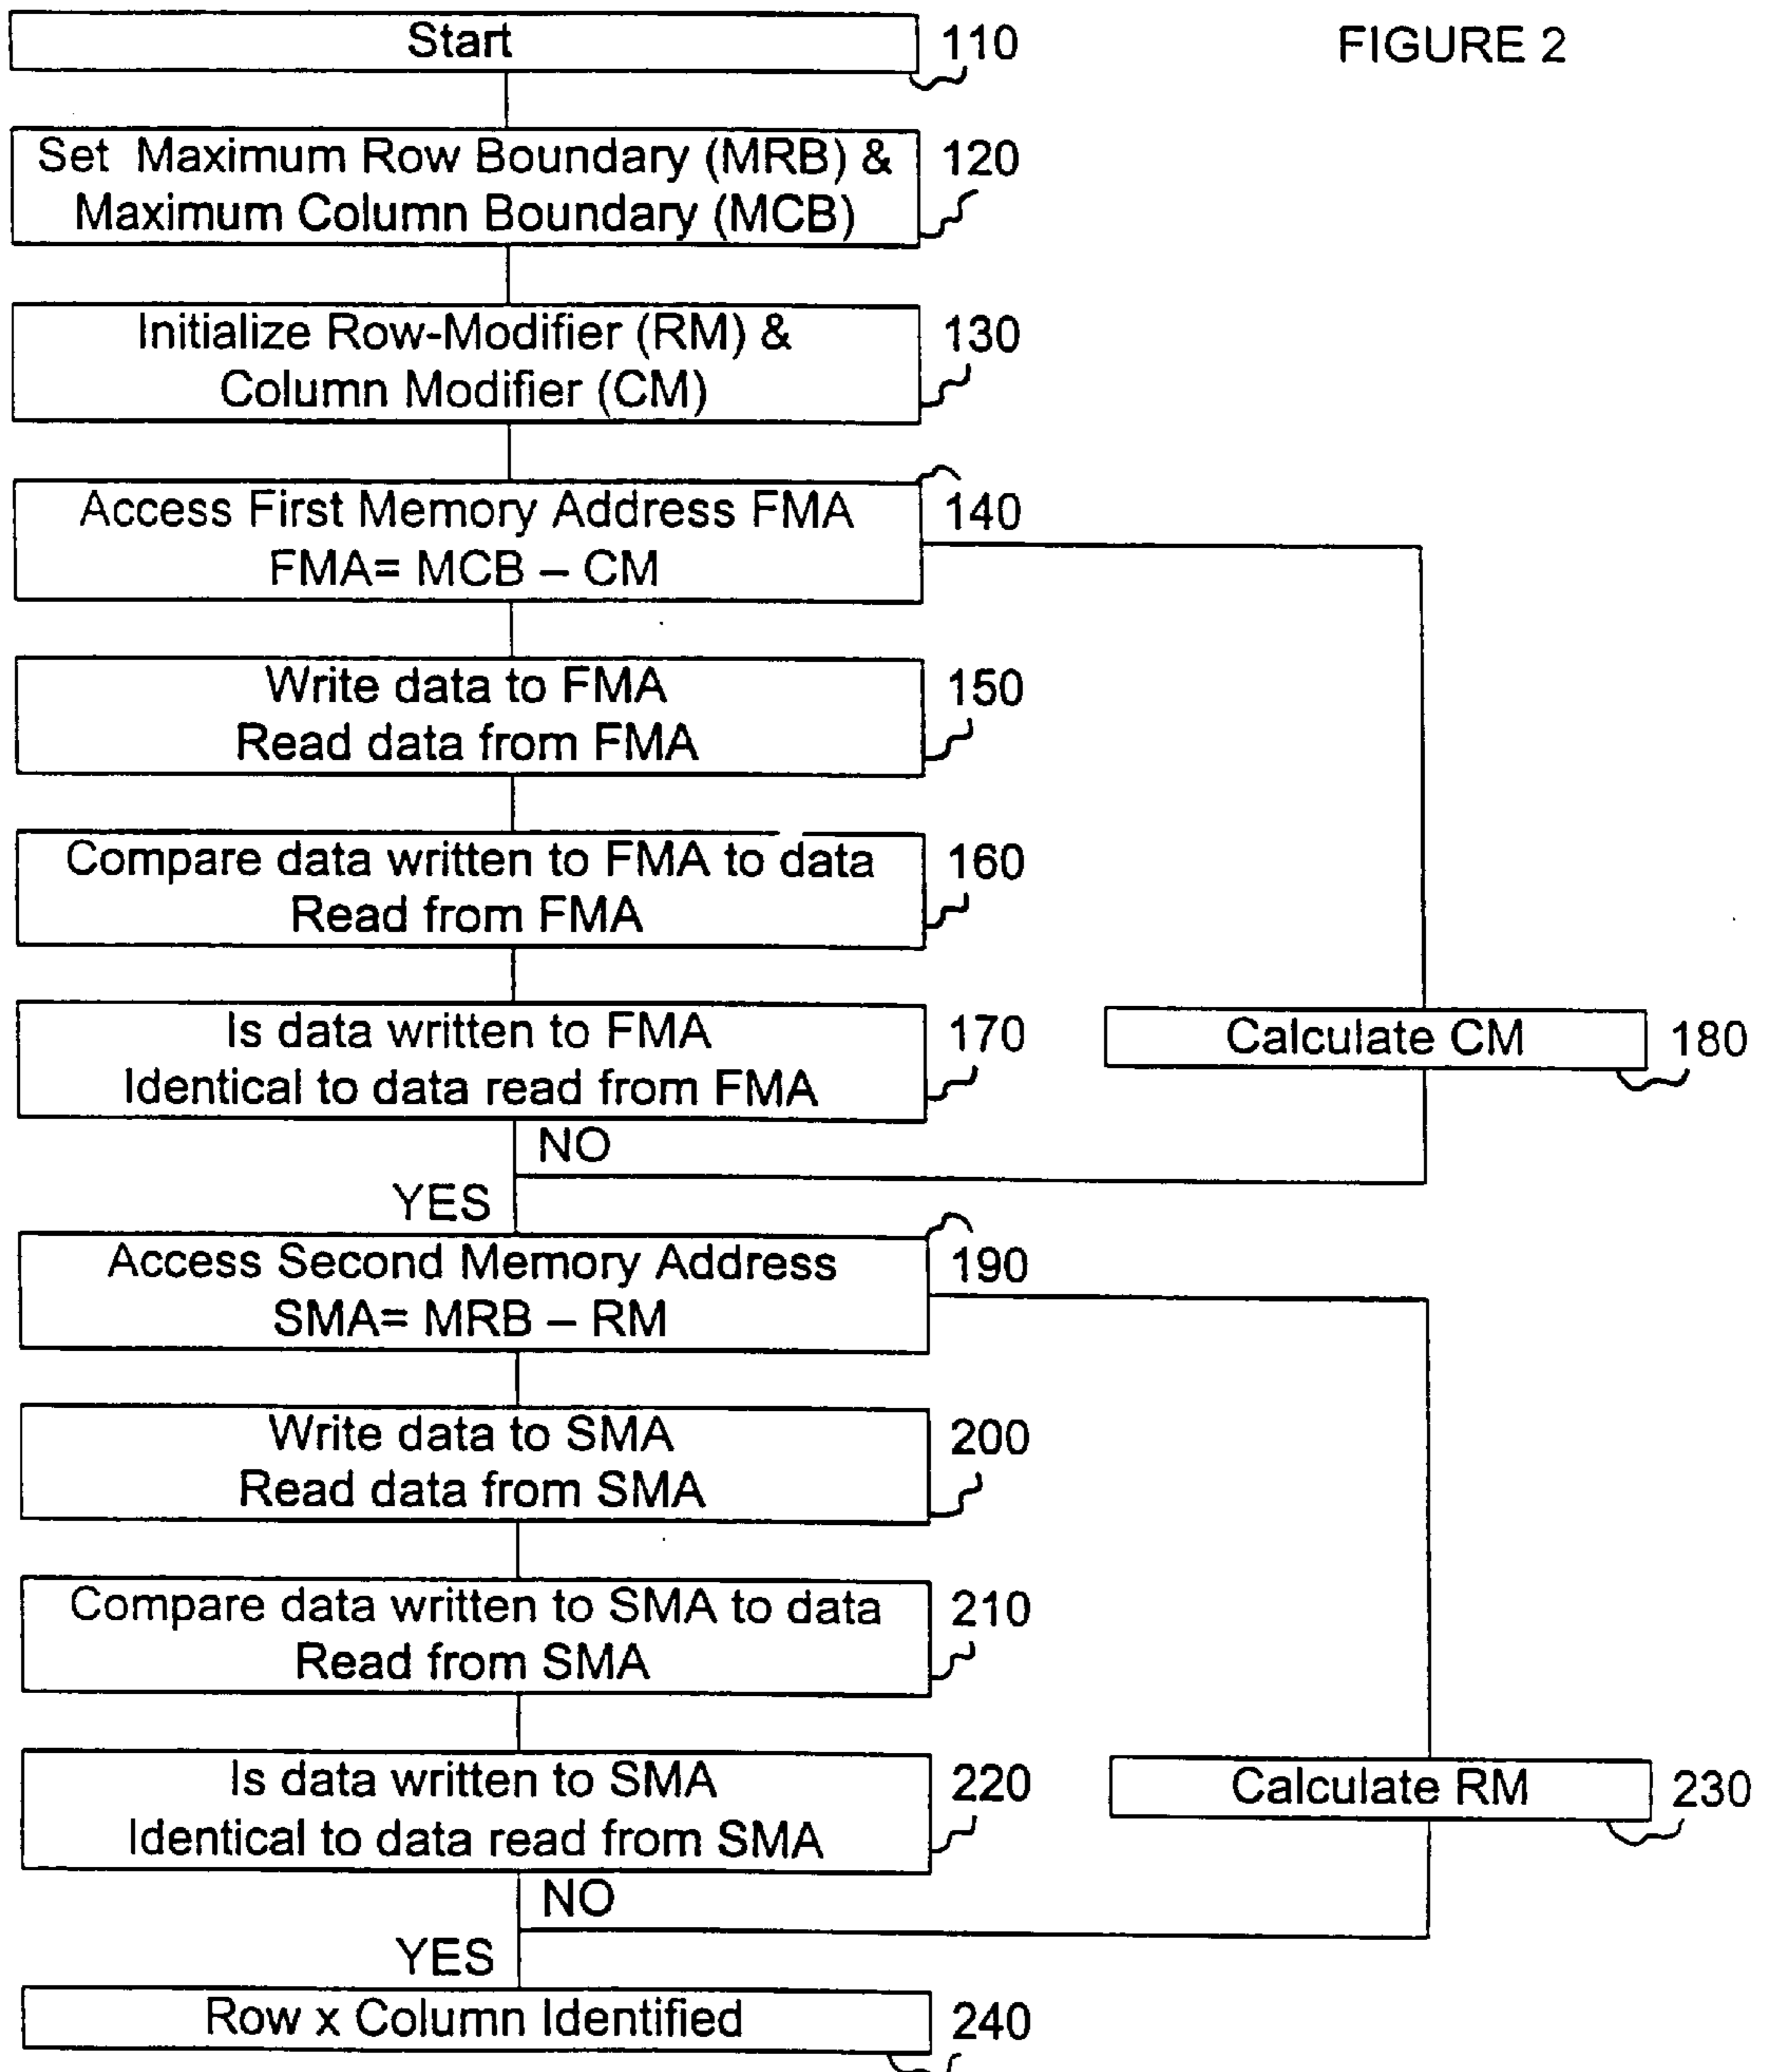 FIGURE 2
Start
110
Set Maximum Row Boundary (MRB) &
Maximum Column Boundary (MCB)
120
Initialize Row-Modifier (RM) &
Column Modifier (CM)
130
Access First Memory Address FMA
FMA= MCB – CM
140
Write data to FMA
Read data from FMA
150
Compare data written to FMA to data
Read from FMA
160
Is data written to FMA
Identical to data read from FMA
170
Calculate CM
180
NO
YES
Access Second Memory Address
SMA= MRB – RM
190
Write data to SMA
Read data from SMA
200
Compare data written to SMA to data
Read from SMA
210
Is data written to SMA
Identical to data read from SMA
220
Calculate RM
230
NO
YES
Row x Column Identified
240